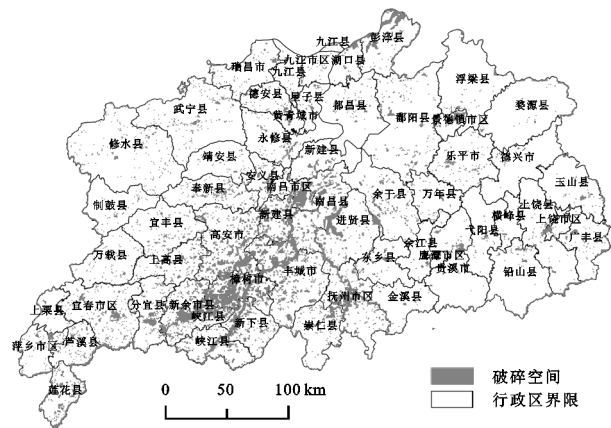 九江县
彭泽县
瑞昌市
九江市区
湖口县
九江县
浮梁县
德安县
星子县
武宁县
都昌县
鄱阳县
景德镇市区
婺源县
永修县
修水县
新建县
靖安县
乐平市
德兴市
安义县
玉山县
奉新县
南昌市区
南昌县
余干县
万年县
宜丰县
新建县
进贤县
横峰县
上饶县
上饶市区
弋阳县
广丰县
高安市
余江县
万载县
上高县
东乡县
鹰潭市区
贵溪市
铅山县
樟树市
丰城市
抚州市区
金溪县
上栗县
宜春市区
分宜县
新余市县
峡江县
崇仁县
萍乡市区
芦溪县
峡江县
莲花县
0 50 100 km
破碎空间
行政区界限